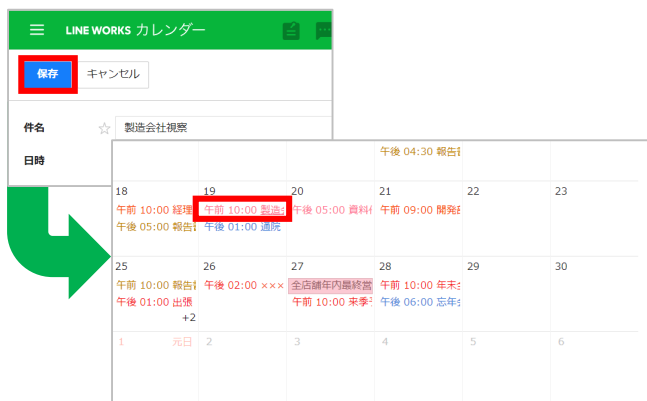 LINE WORKS カレンダー
保存 キャンセル
件名 ☆ 製造会社視察
日時
午後 04:30 報告
18 19 20 21 22 23
午前 10:00 経理 午前 10:00 製造 午後 05:00 資料 午前 09:00 開発
午後 05:00 報告 午後 01:00 通院
25 26 27 28 29 30
午前 10:00 報告 午後 02:00 ××× 全店舗年内最終営 午前 10:00 年末
午後 01:00 出張 午前 10:00 来季 午後 06:00 忘年
+2
1 元日 2 3 4 5 6